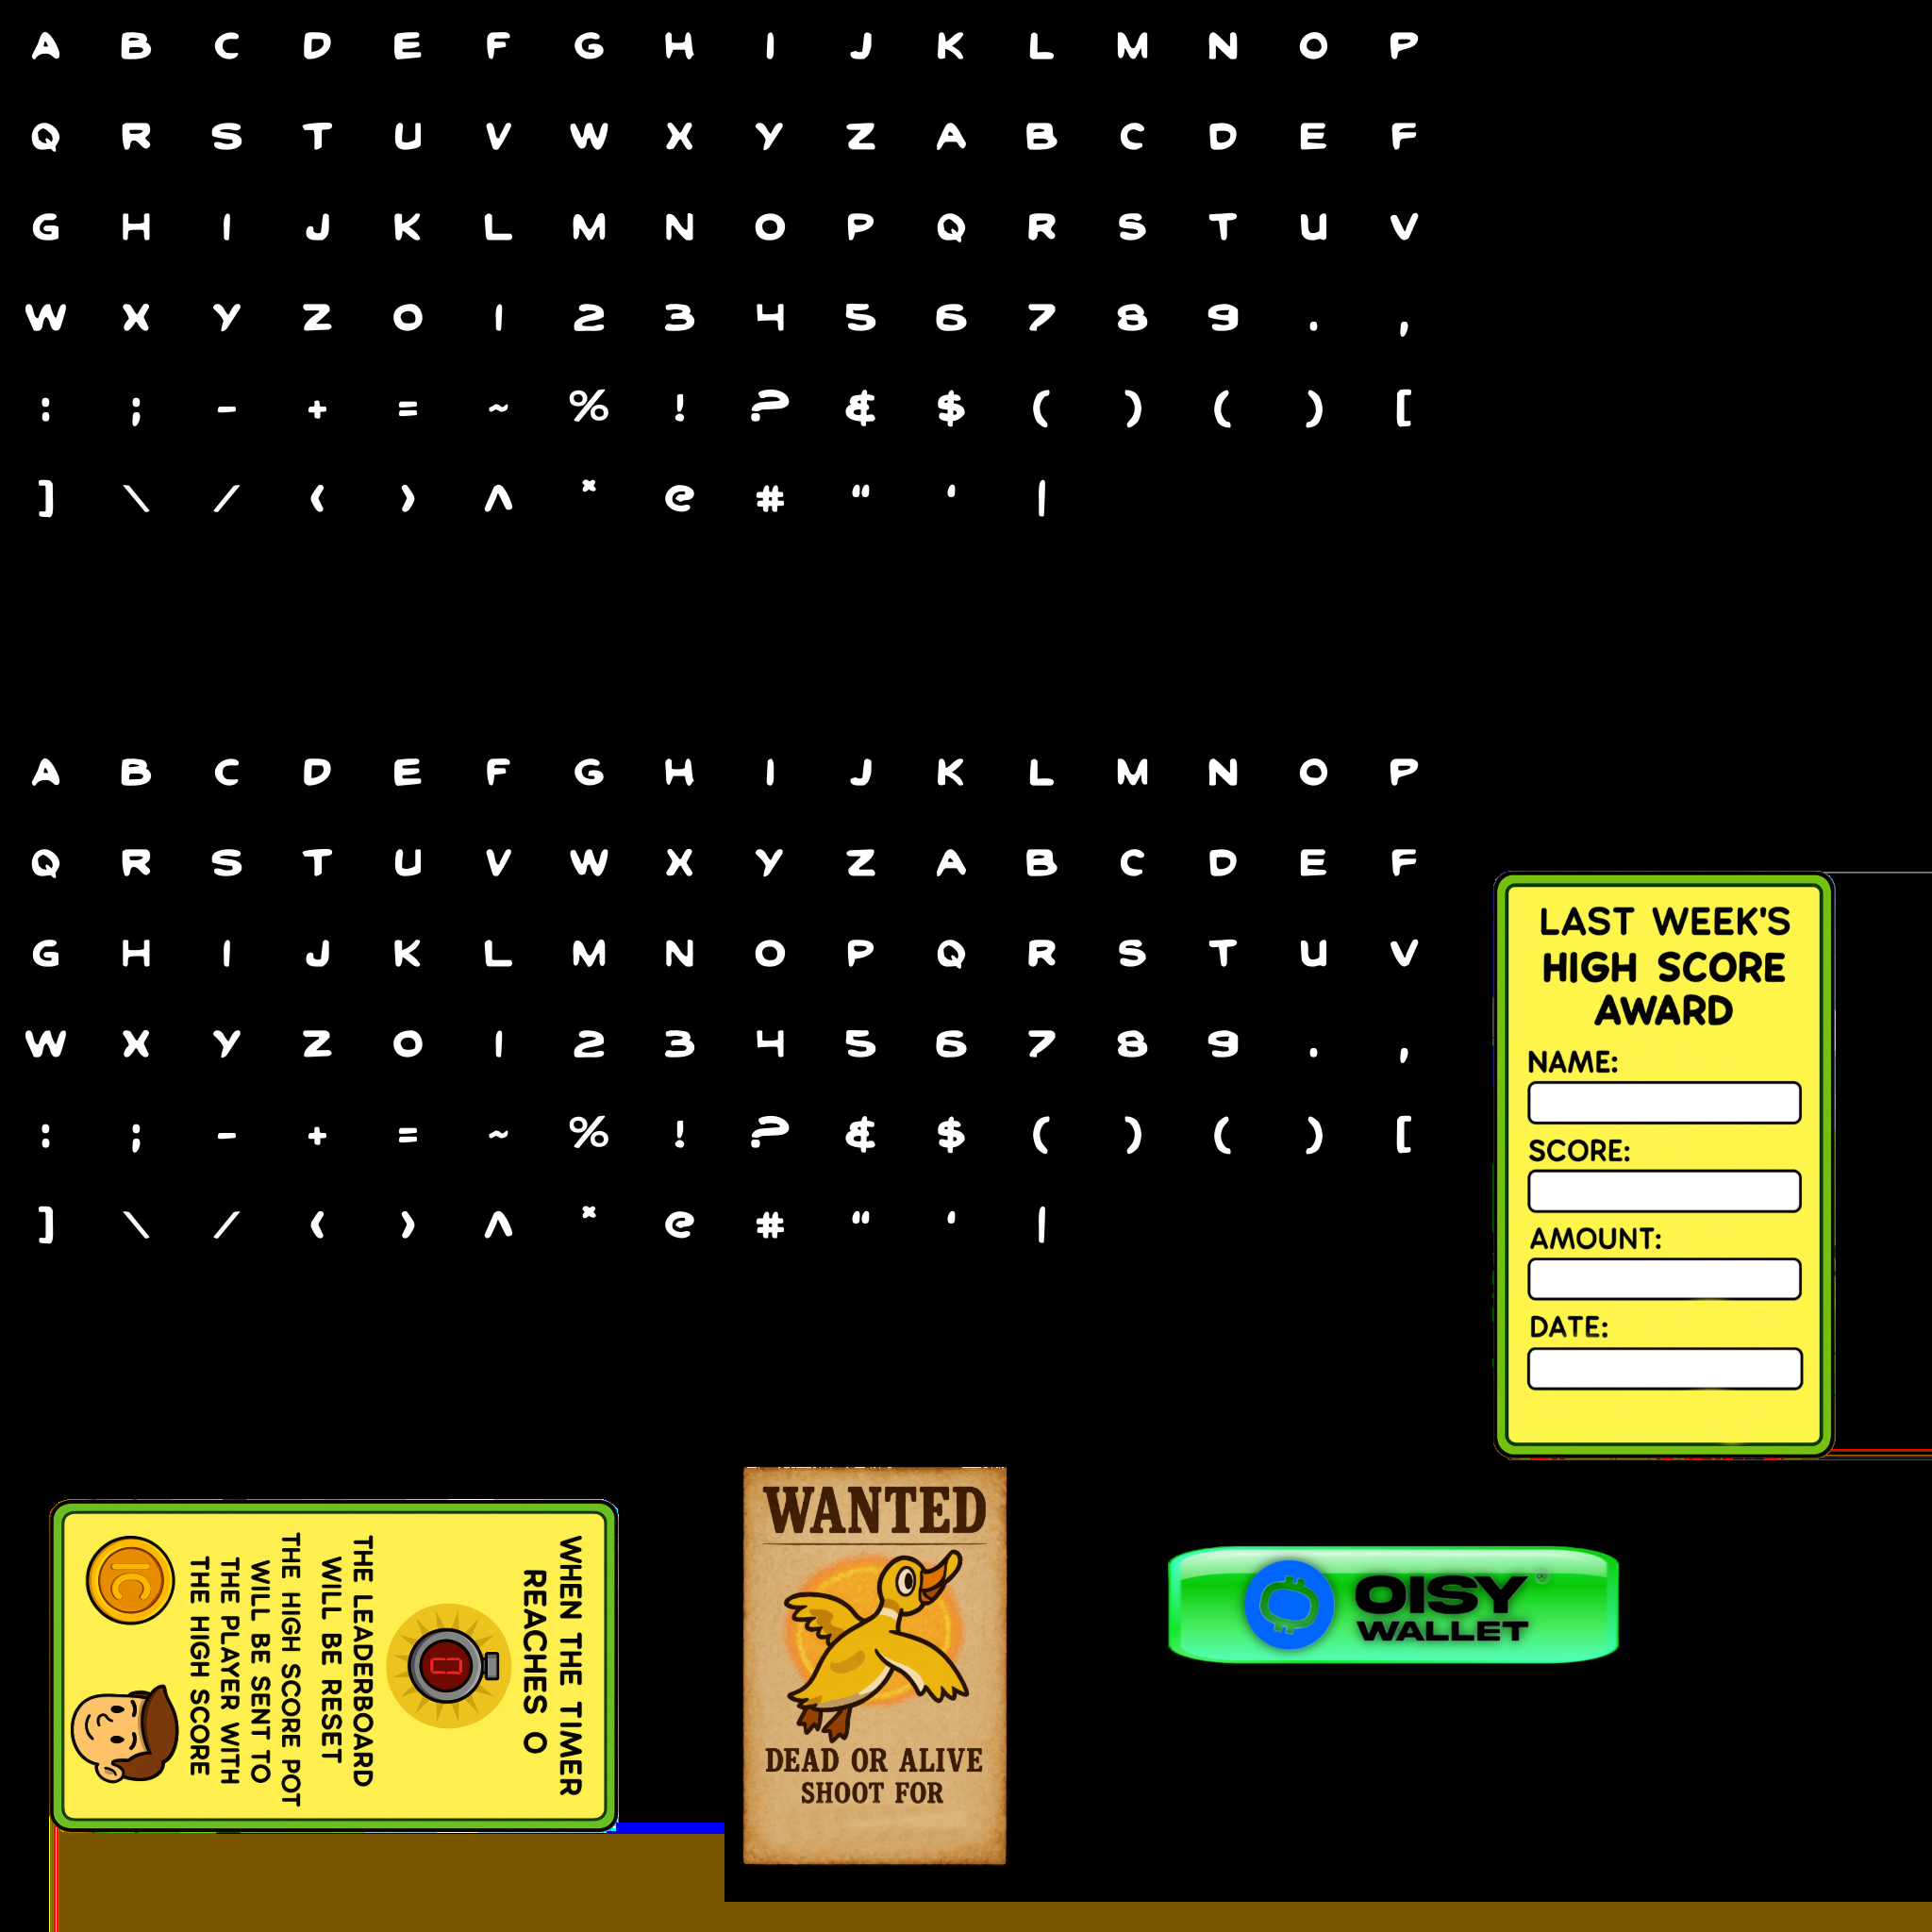 A B C D E F G H I J K L M N O P
Q R S T U V W X Y Z A B C D E F
G H I J K L M N O P Q R S T U V
W X Y Z 0 1 2 3 4 5 6 7 8 9 . ,
: ; - + = ~ % ! ? & $ ( ) ( ) [
] \ / < > ^ * @ # " ' |
A B C D E F G H I J K L M N O P
Q R S T U V W X Y Z A B C D E F
G H I J K L M N O P Q R S T U V
W X Y Z 0 1 2 3 4 5 6 7 8 9 . ,
: ; - + = ~ % ! ? & $ ( ) ( ) [
] \ / < > ^ * @ # " ' |
LAST WEEK'S
HIGH SCORE
AWARD
NAME:
SCORE:
AMOUNT:
DATE:
WHEN THE TIMER
REACHES 0
0
THE LEADERBOARD
WILL BE RESET
THE HIGH SCORE POT
WILL BE SENT TO
THE PLAYER WITH
THE HIGH SCORE
IC
WANTED
DEAD OR ALIVE
SHOOT FOR
OISY
WALLET